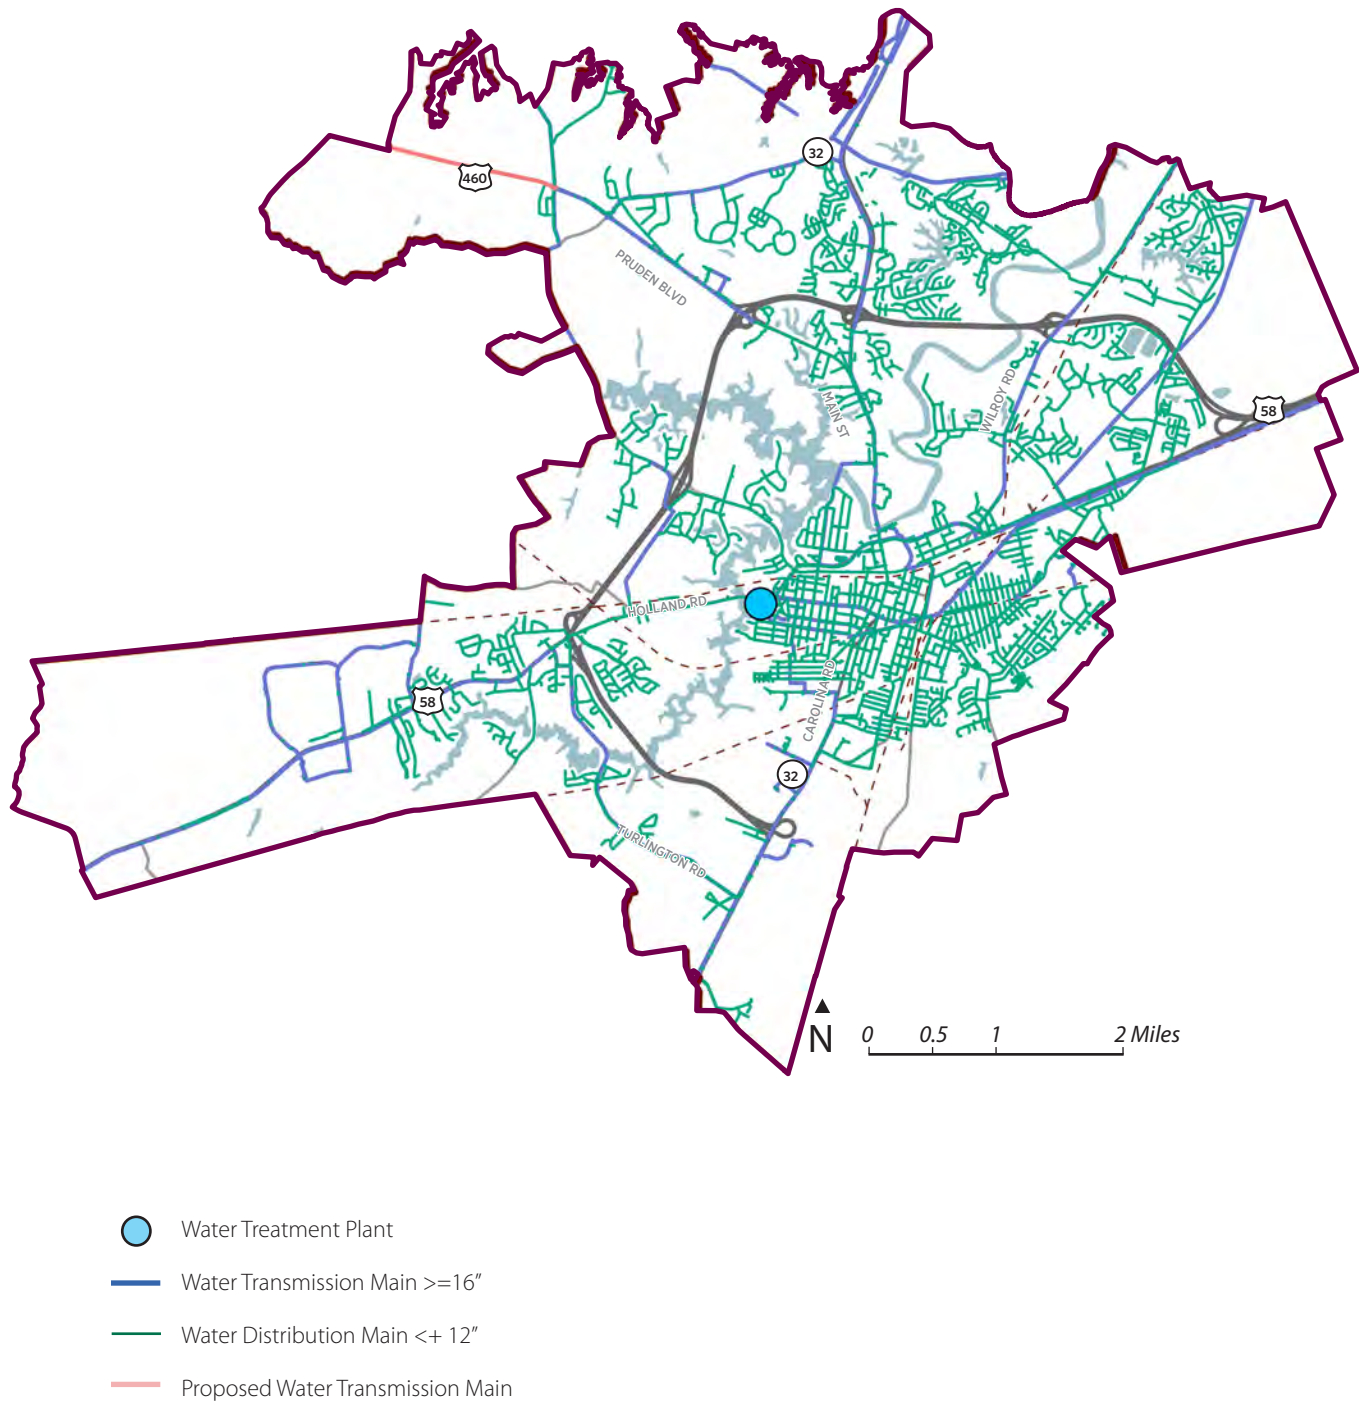 32
460
PRUDEN BLVD
MAIN ST
WILROY RD
58
HOLLAND RD
58
CAROLINA RD
32
TURLINGTON RD
N
0 0.5 1 2 Miles
Water Treatment Plant
Water Transmission Main >=16”
Water Distribution Main <+ 12”
Proposed Water Transmission Main